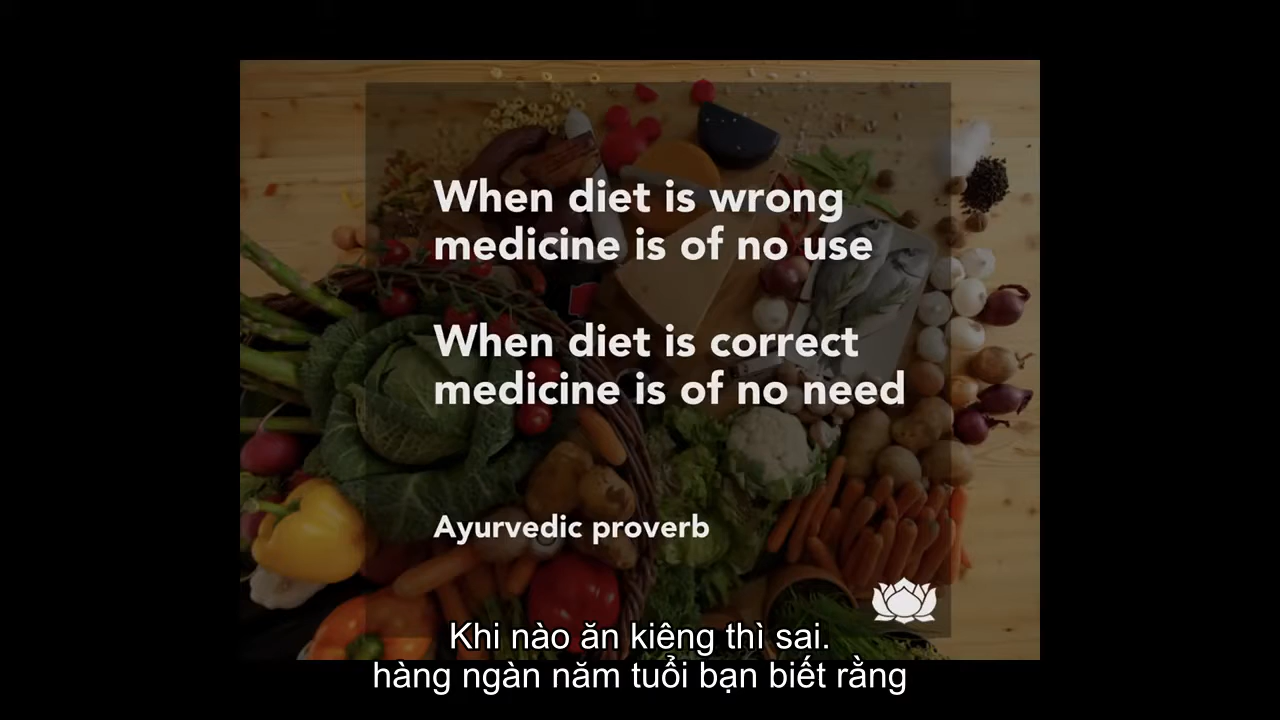 When diet is wrong
medicine is of no use
When diet is correct
medicine is of no need
Ayurvedic proverb
Khi nào ăn kiêng thì sai.
hàng ngàn năm tuổi bạn biết rằng